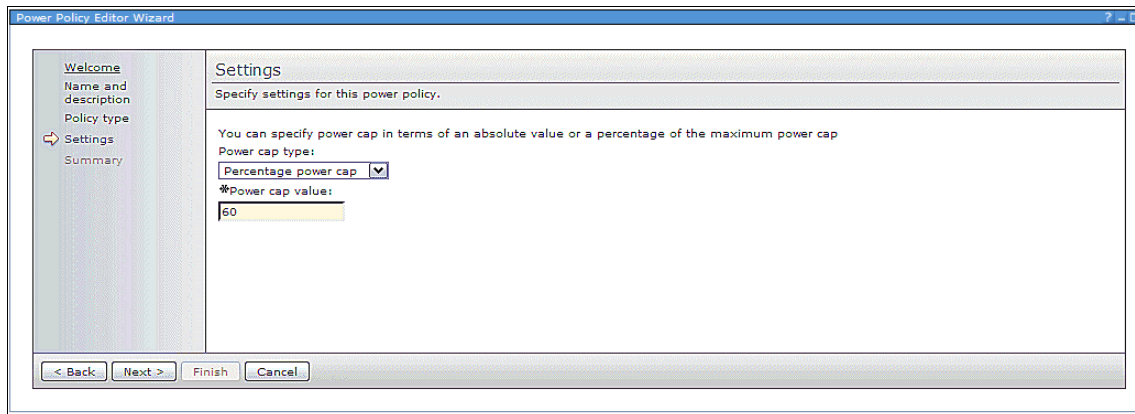 Power Policy Editor Wizard
?
Welcome
Name and
description
Policy type
Settings
Summary
Settings
Specify settings for this power policy.
You can specify power cap in terms of an absolute value or a percentage of the maximum power cap
Power cap type:
Percentage power cap
*Power cap value:
60
< Back Next > Finish Cancel